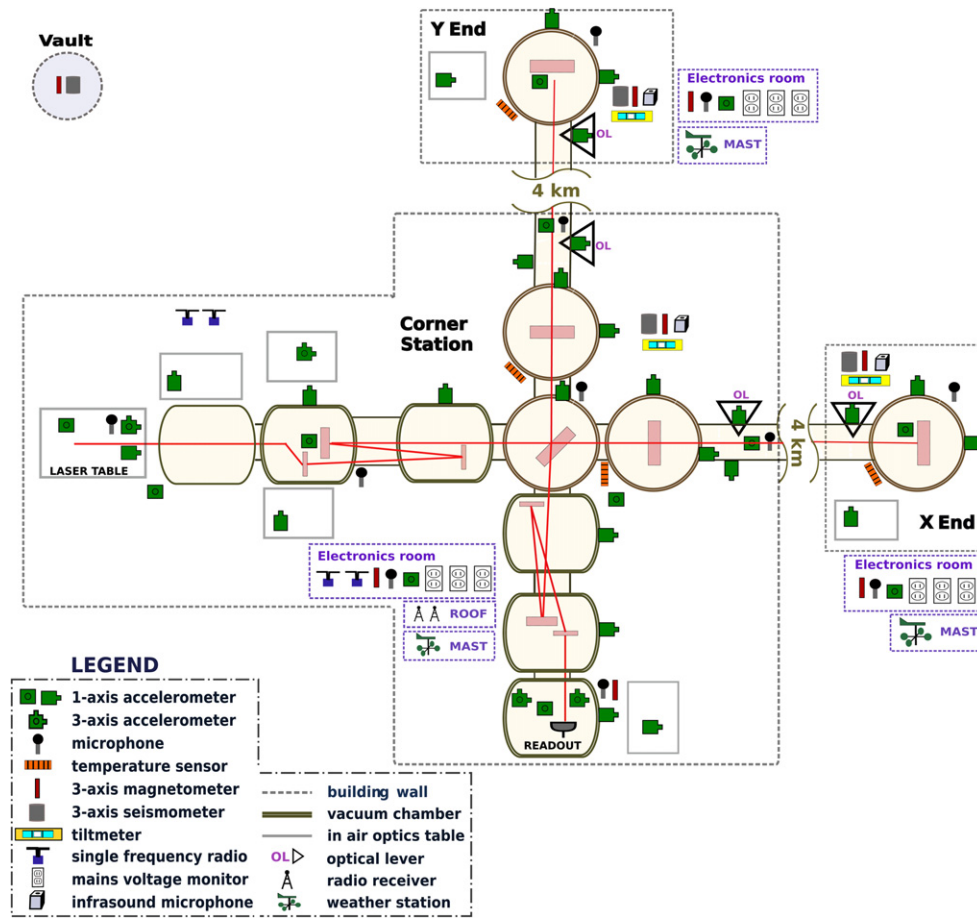 Vault
Y End
Electronics room
OL
MAST
4 km
OL
Corner
Station
OL
OL
4 km
LASER TABLE
X End
Electronics room
Electronics room
ROOF
MAST
MAST
READOUT
LEGEND
1-axis accelerometer
3-axis accelerometer
microphone
temperature sensor
3-axis magnetometer
3-axis seismometer
tiltmeter
single frequency radio
mains voltage monitor
infrasound microphone
building wall
vacuum chamber
in air optics table
OL optical lever
radio receiver
weather station